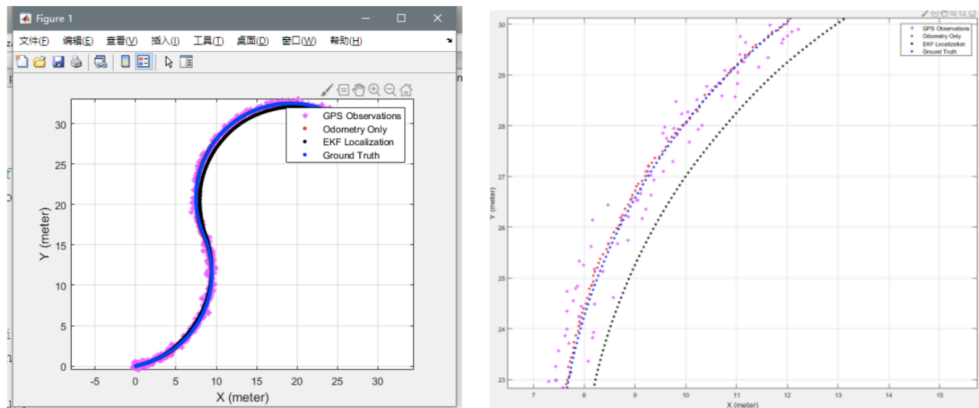 Figure 1
文件(F) 编辑(E) 查看(V) 插入(I) 工具(T) 桌面(D) 窗口(W) 帮助(H)
GPS Observations
Odometry Only
EKF Localization
Ground Truth
30
25
20
15
10
5
0
Y (meter)
-5 0 5 10 15 20 25 30
X (meter)
GPS Observations
Odometry Only
EKF Localization
Ground Truth
30
29
28
27
26
25
24
23
Y (meter)
7 8 9 10 11 12 13 14 15
X (meter)